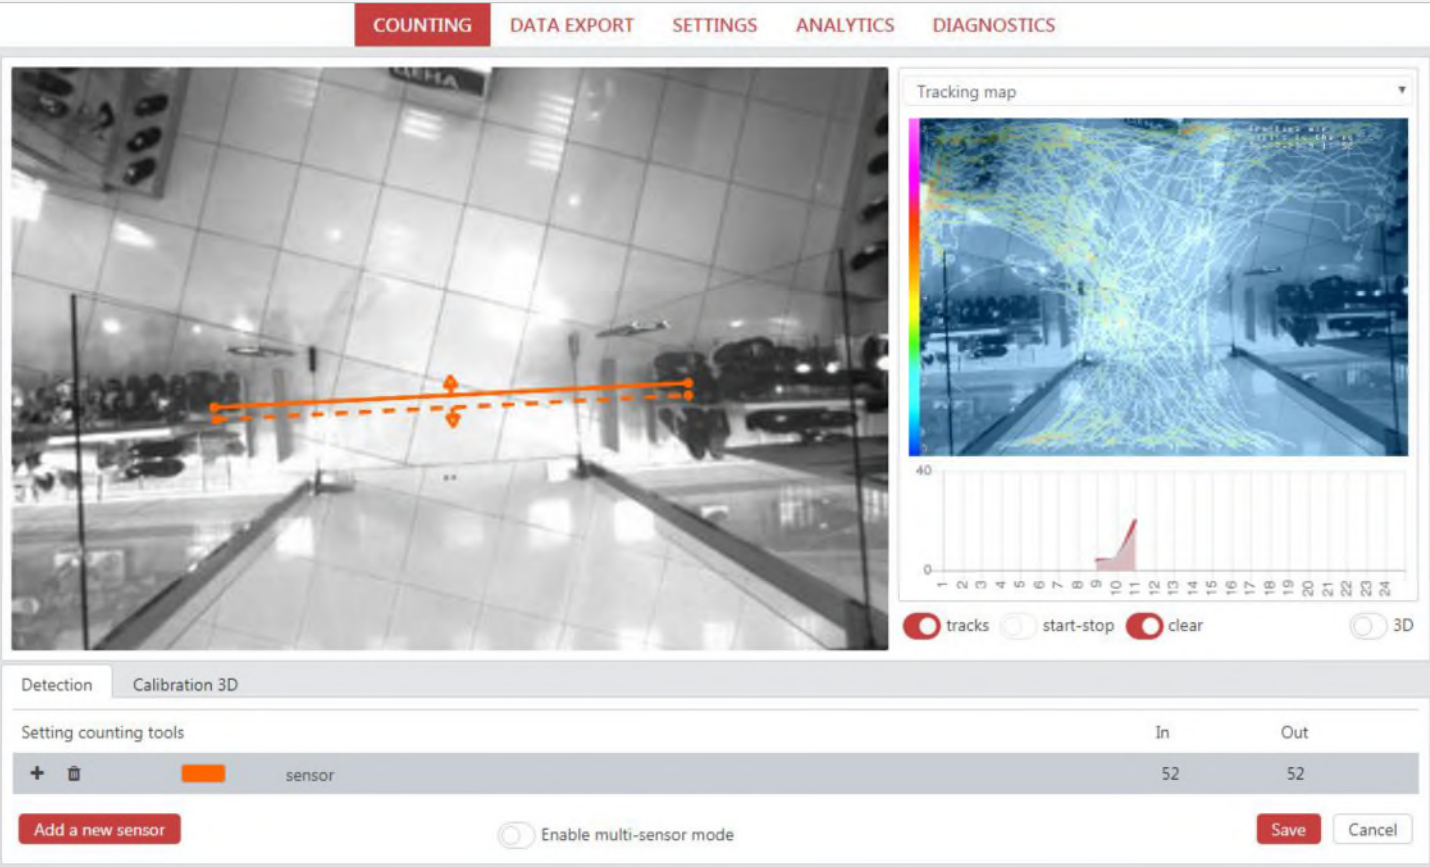 COUNTING DATA EXPORT SETTINGS ANALYTICS DIAGNOSTICS
ЦЕНА
Tracking map
40
0
1 2 3 4 5 6 7 8 9 10 11 12 13 14 15 16 17 18 19 20 21 22 23 24
tracks start-stop clear 3D
Detection Calibration 3D
Setting counting tools In Out
sensor 52 52
Add a new sensor Enable multi-sensor mode Save Cancel